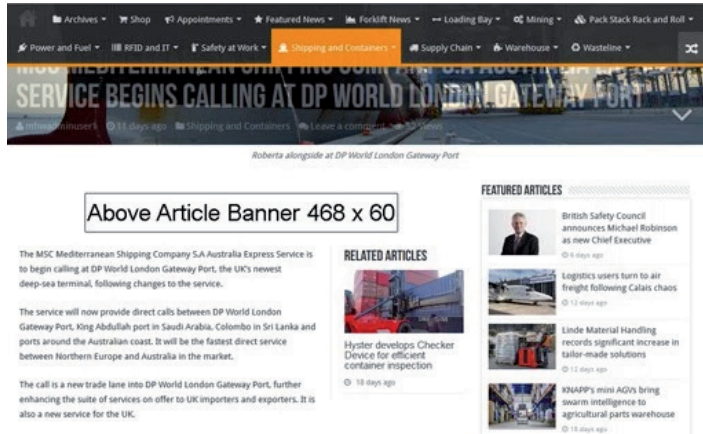 Archives Shop Appointments Featured News Forklift News Loading Bay Mining Pack Stack Rack and Roll
Power and Fuel RFID and IT Safety at Work Shipping and Containers Supply Chain Warehouse Wasteline
MSC MEDITERRANEAN SHIPPING COMPANY S.A AUSTRALIA
SERVICE BEGINS CALLING AT DP WORLD LONDON GATEWAY PORT
mhwadminuser1 11 days ago Shipping and Containers Leave a comment Views
Roberta alongside at DP World London Gateway Port
Above Article Banner 468 x 60
The MSC Mediterranean Shipping Company S.A Australia Express Service is
to begin calling at DP World London Gateway Port, the UK's newest
deep-sea terminal, following changes to the service.
The service will now provide direct calls between DP World London
Gateway Port, King Abdullah port in Saudi Arabia, Colombo in Sri Lanka and
ports around the Australian coast. It will be the fastest direct service
between Northern Europe and Australia in the market.
The call is a new trade lane into DP World London Gateway Port, further
enhancing the suite of services on offer to UK importers and exporters. It is
also a new service for the UK.
RELATED ARTICLES
Hyster develops Checker
Device for efficient
container inspection
18 days ago
FEATURED ARTICLES
British Safety Council
announces Michael Robinson
as new Chief Executive
6 days ago
Logistics users turn to air
freight following Calais chaos
12 days ago
Linde Material Handling
records significant increase in
tailor-made solutions
12 days ago
KNAPP's mini AGVs bring
swarm intelligence to
agricultural parts warehouse
18 days ago